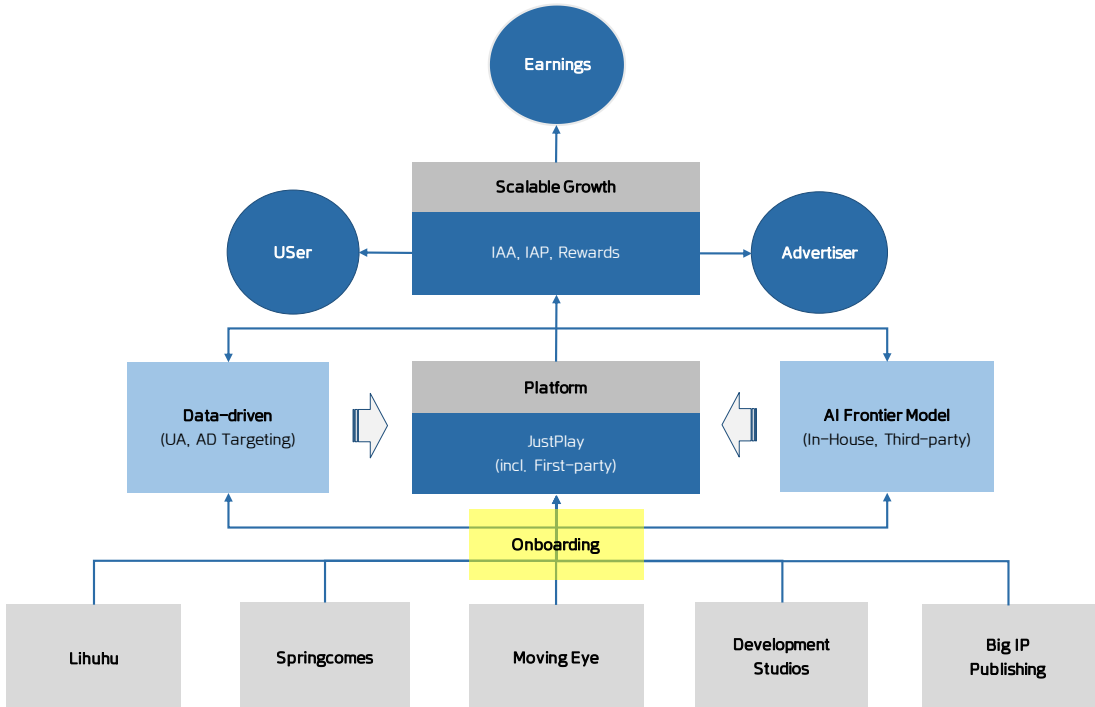 Earnings
Scalable Growth
USer
IAA, IAP, Rewards
Advertiser
Data-driven
(UA, AD Targeting)
Platform
JustPlay
(incl. First-party)
AI Frontier Model
(In-House, Third-party)
Onboarding
Lihuhu
Springcomes
Moving Eye
Development
Studios
Big IP
Publishing